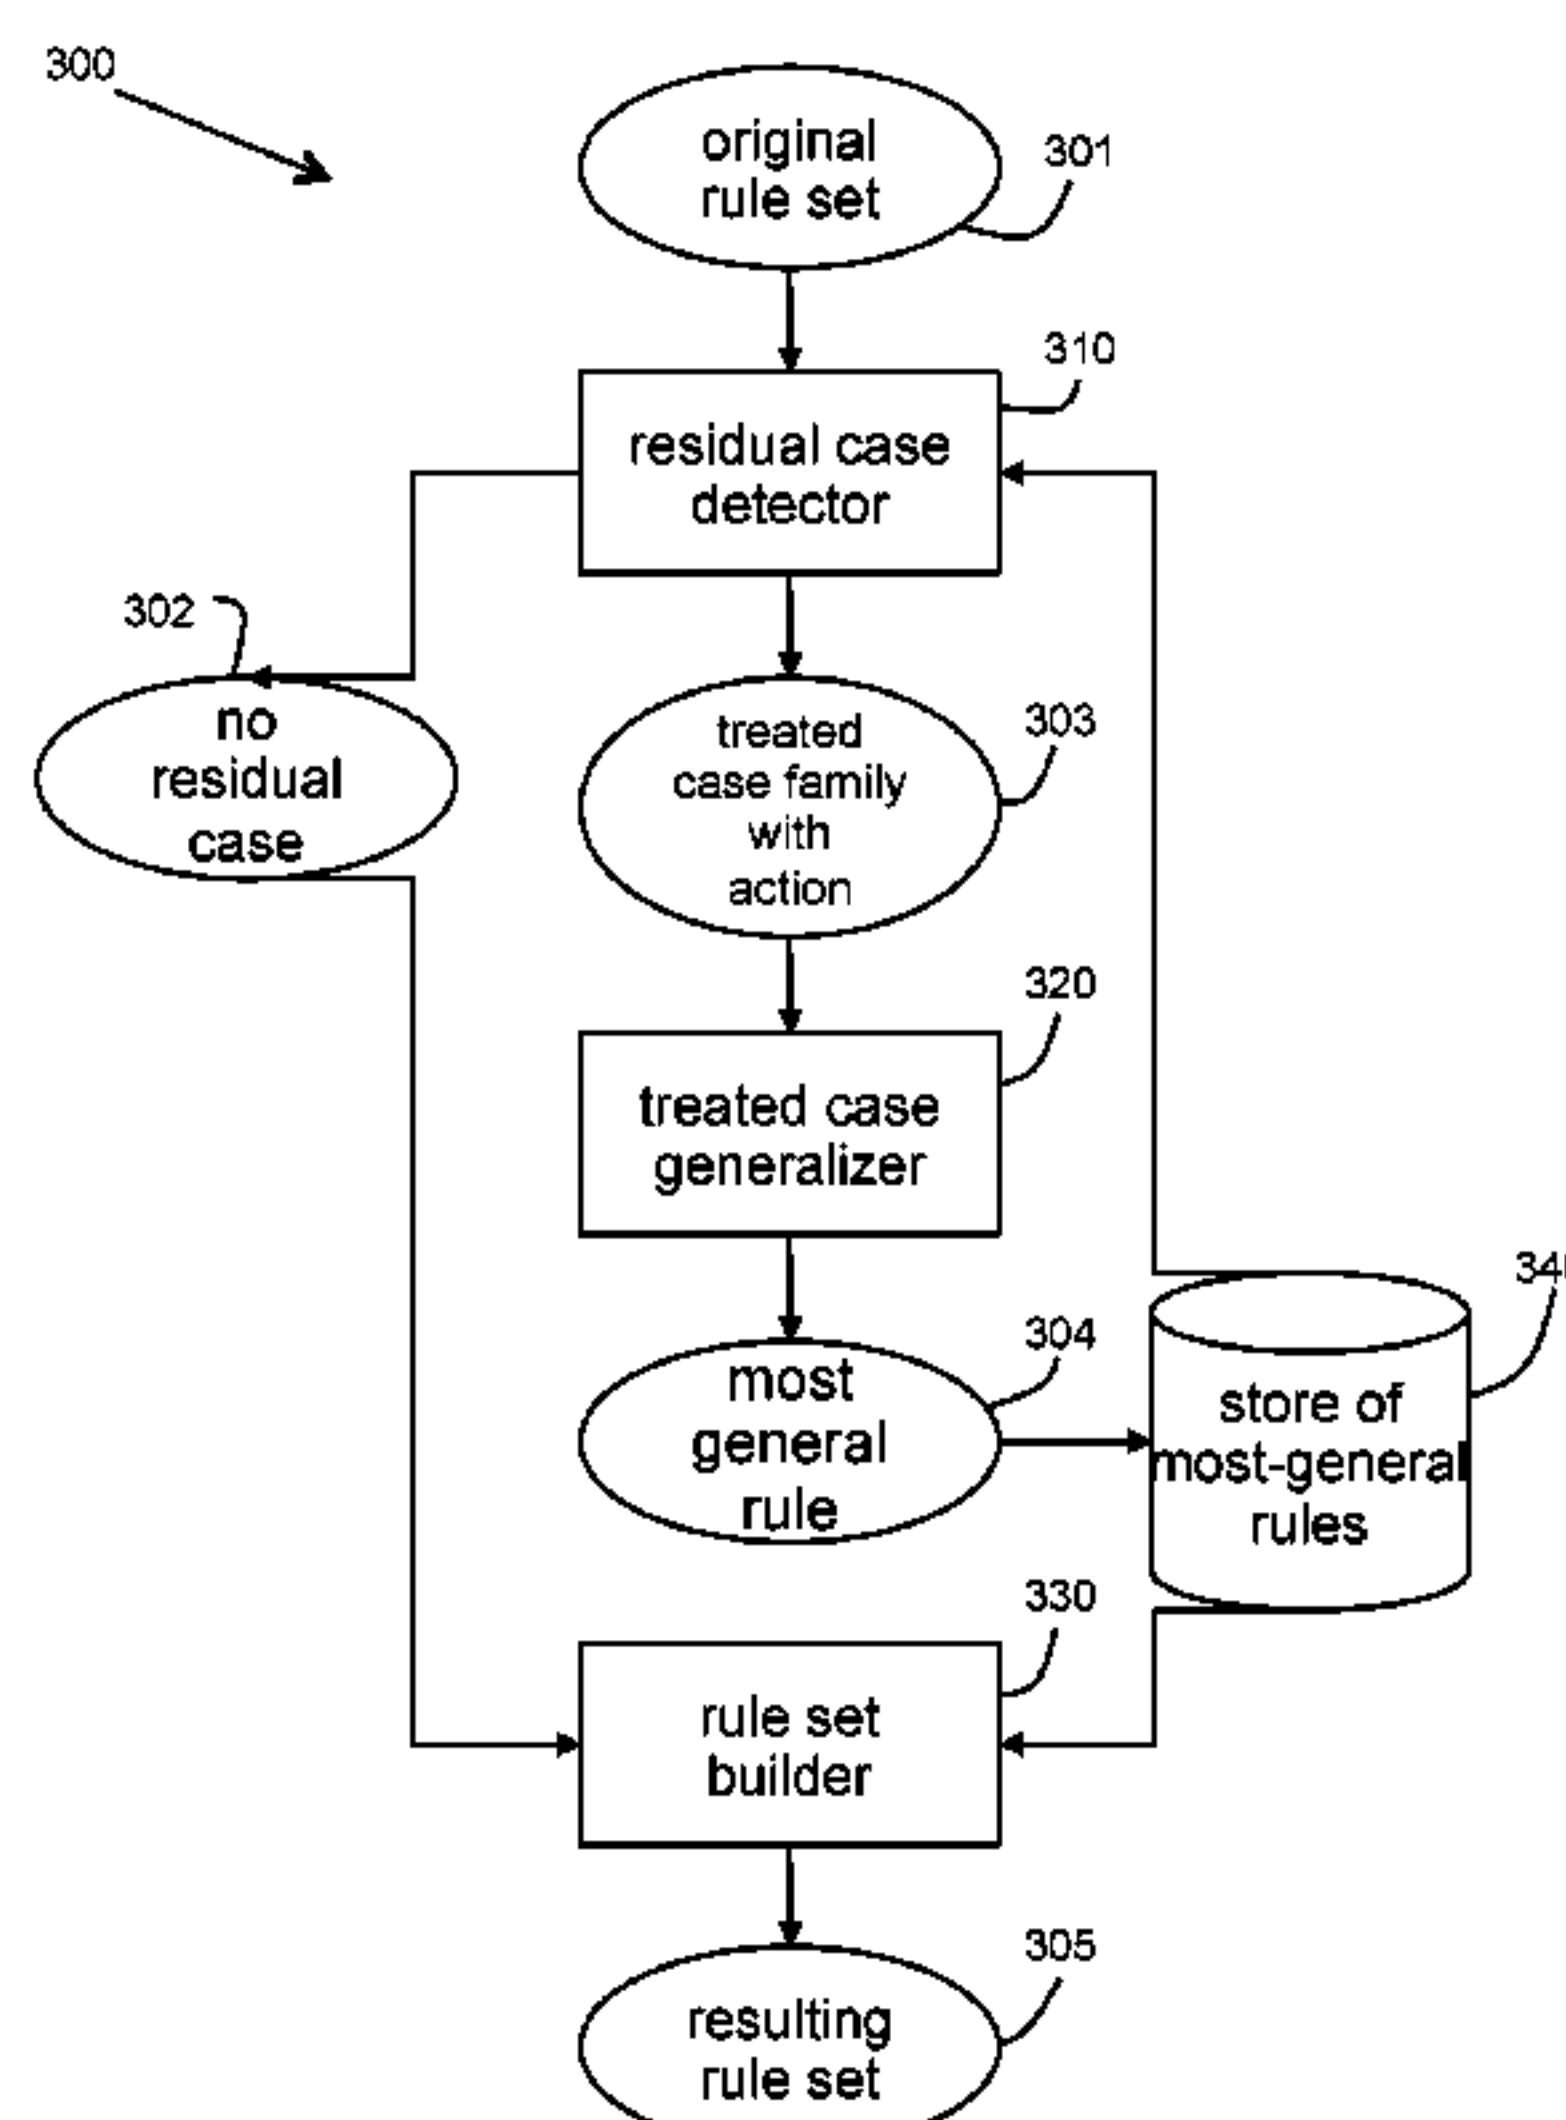 300
original
rule set
301
310
residual case
detector
302
no
residual
case
treated
case family
with
action
303
320
treated case
generalizer
304
most
general
rule
store of
most-general
rules
330
rule set
builder
305
resulting
rule set